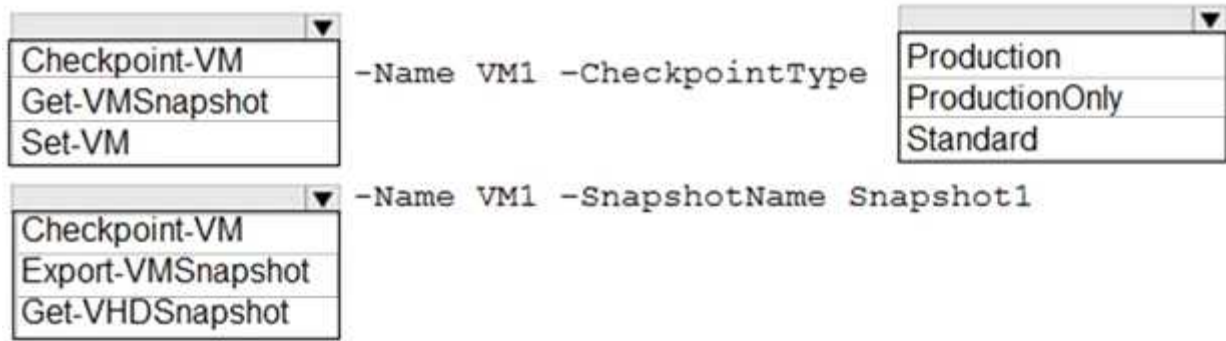 Checkpoint-VM
Get-VMSnapshot
Set-VM
-Name VM1 -CheckpointType
Production
ProductionOnly
Standard
-Name VM1 -SnapshotName Snapshot1
Checkpoint-VM
Export-VMSnapshot
Get-VHDSnapshot